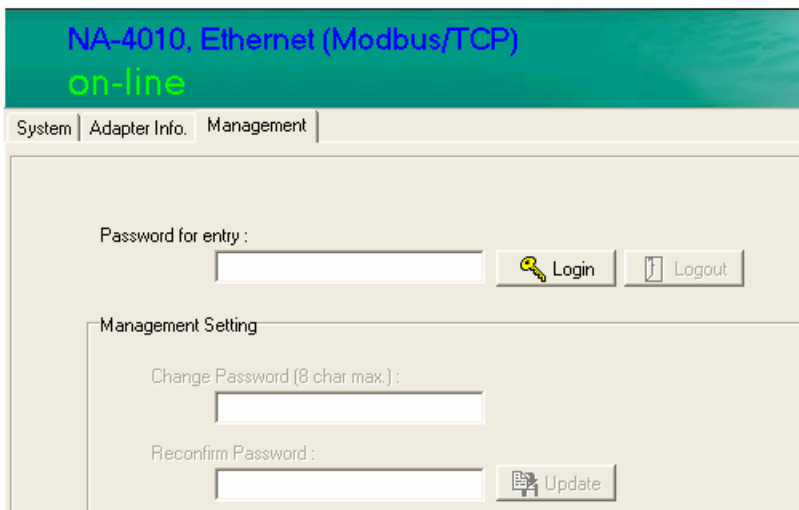 NA-4010, Ethernet (Modbus/TCP)
on-line
System Adapter Info. Management
Password for entry :
Login Logout
Management Setting
Change Password (8 char max.) :
Reconfirm Password :
Update